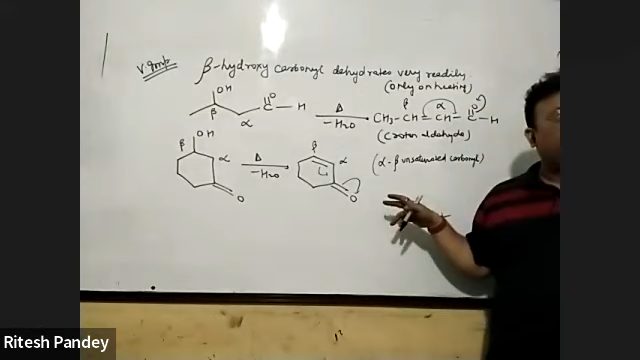 V.Imp β-hydroxy carbonyl dehydrates very readily.
(only on heating)
OH O
β α C-H Δ -H₂O CH₃-CH=CH-C-H
β α O
(Croton aldehyde)
OH
β α O Δ -H₂O β α O (α-β unsaturated carbonyl)
Ritesh Pandey